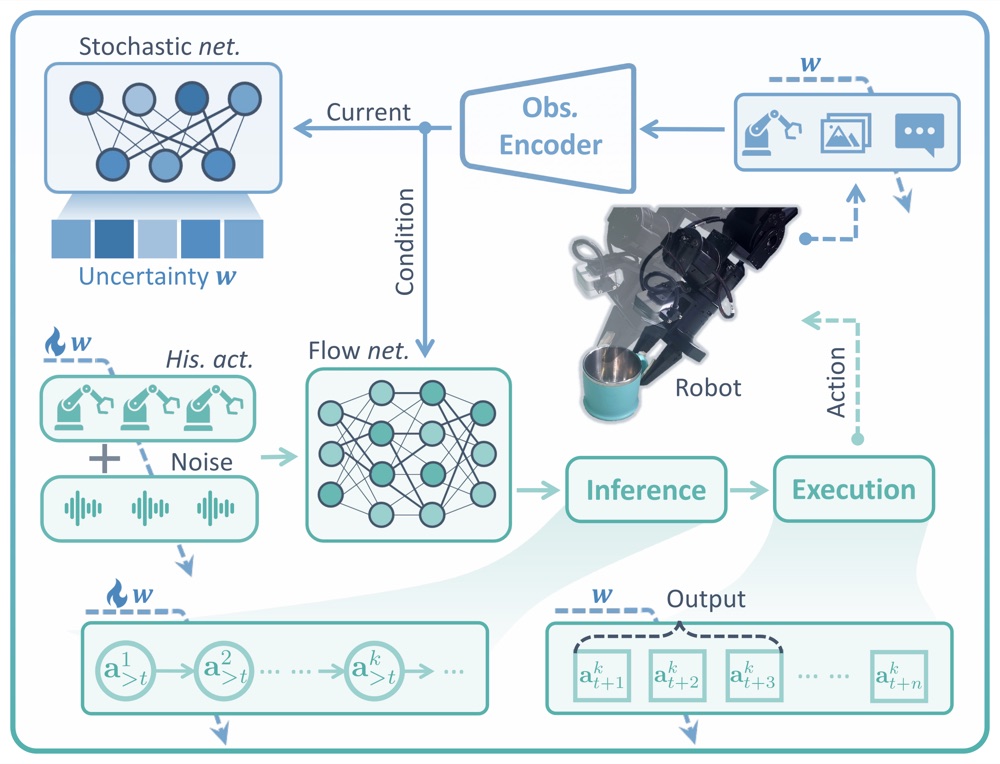 Stochastic net.
w
Current
Obs.
Encoder
Condition
Uncertainty w
w
His. act.
Flow net.
Robot
Action
+
Noise
Inference
Execution
w
w
Output
a^1_{>t}
a^2_{>t}
... ...
a^k_{>t}
...
a^k_{t+1}
a^k_{t+2}
a^k_{t+3}
... ...
a^k_{t+n}